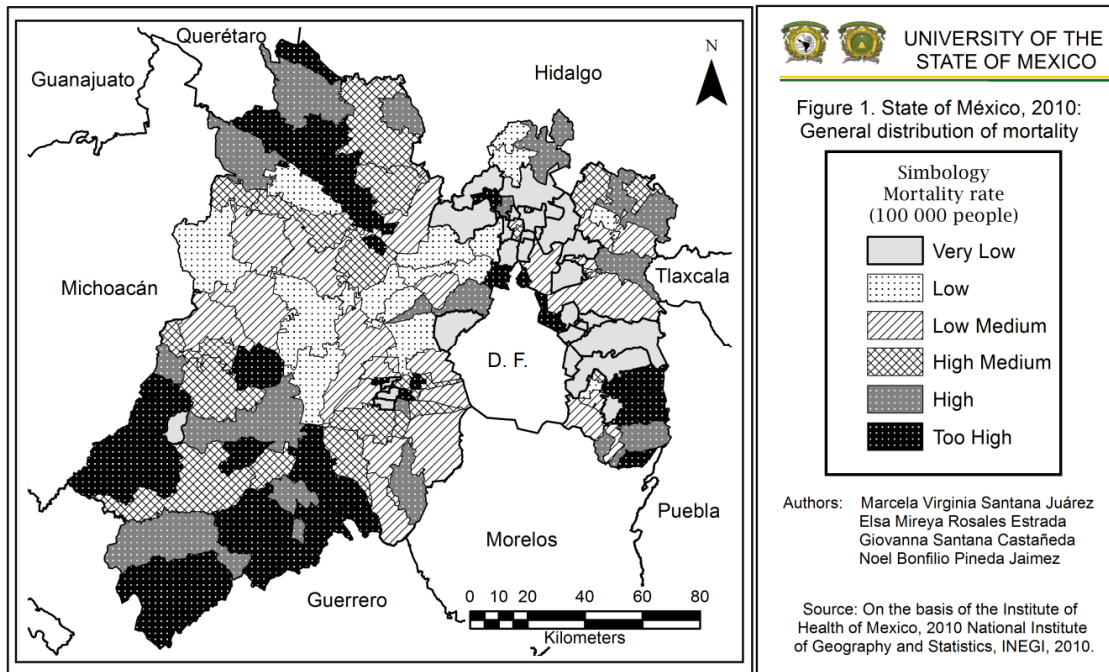 Querétaro
Guanajuato
Hidalgo
N
Michoacán
Tlaxcala
D. F.
Puebla
Morelos
Guerrero
0 10 20 40 60 80
Kilometers
UNIVERSITY OF THE
STATE OF MEXICO
Figure 1. State of México, 2010:
General distribution of mortality
Simbology
Mortality rate
(100 000 people)
Very Low
Low
Low Medium
High Medium
High
Too High
Authors: Marcela Virginia Santana Juárez
Elsa Mireya Rosales Estrada
Giovanna Santana Castañeda
Noel Bonfilio Pineda Jaimez
Source: On the basis of the Institute of
Health of Mexico, 2010 National Institute
of Geography and Statistics, INEGI, 2010.